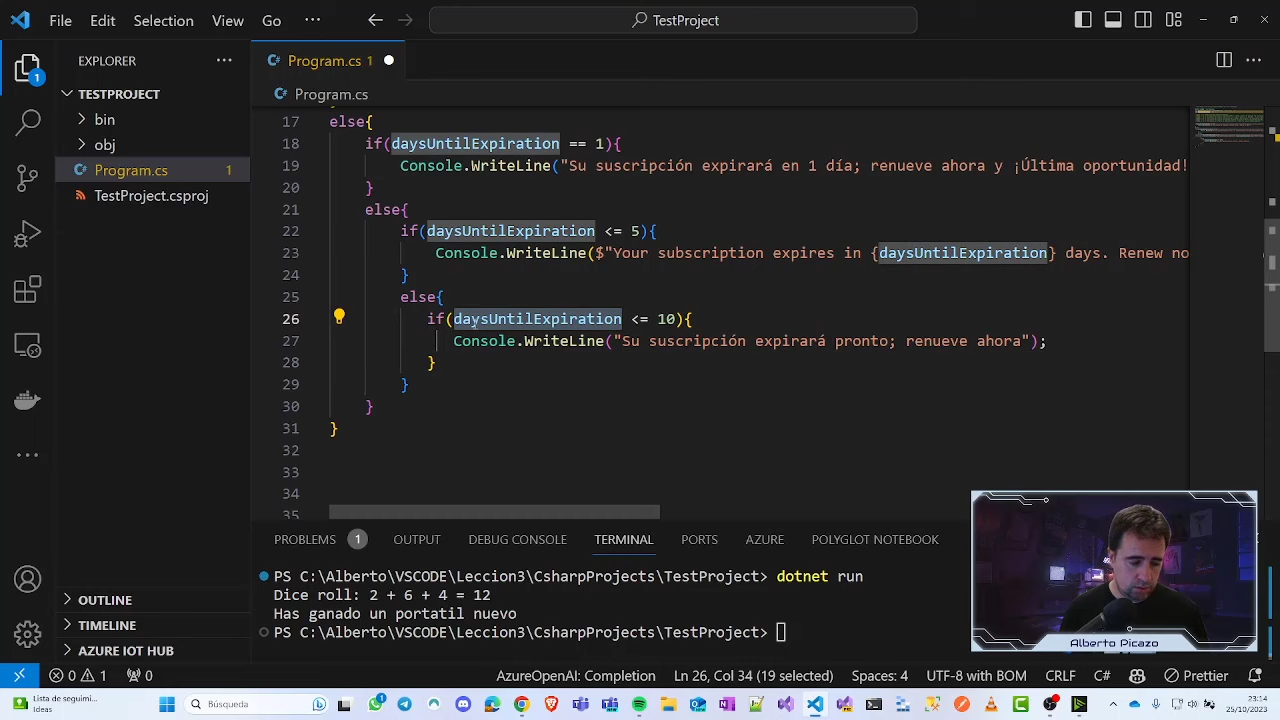 File Edit Selection View Go ··· TestProject
EXPLORER ···
Program.cs 1
TESTPROJECT
Program.cs
bin
obj
Program.cs 1
TestProject.csproj
17 else{
18 if(daysUntilExpiration 1){
19 Console.WriteLine("Su suscripción expirará en 1 día; renueve ahora y ¡Última oportunidad!
20 }
21 else{
22 if(daysUntilExpiration <= 5){
23 Console.WriteLine($"Your subscription expires in {daysUntilExpiration} days. Renew no
24 }
25 else{
26 if(daysUntilExpiration <= 10){
27 Console.WriteLine("Su suscripción expirará pronto; renueve ahora");
28 }
29 }
30 }
31 }
32
33
34
35
PROBLEMS 1 OUTPUT DEBUG CONSOLE TERMINAL PORTS AZURE POLYGLOT NOTEBOOK
PS C:\Alberto\VSCODE\Leccion3\CsharpProjects\TestProject> dotnet run
Dice roll: 2 + 6 + 4 = 12
Has ganado un portatil nuevo
PS C:\Alberto\VSCODE\Leccion3\CsharpProjects\TestProject>
OUTLINE
TIMELINE
AZURE IOT HUB
Alberto Picazo
0 1 0 AzureOpenAI: Completion Ln 26, Col 34 (19 selected) Spaces: 4 UTF-8 with BOM CRLF C# Prettier
Lista de seguimi...
Ideas
Búsqueda
23:14
25/10/2023